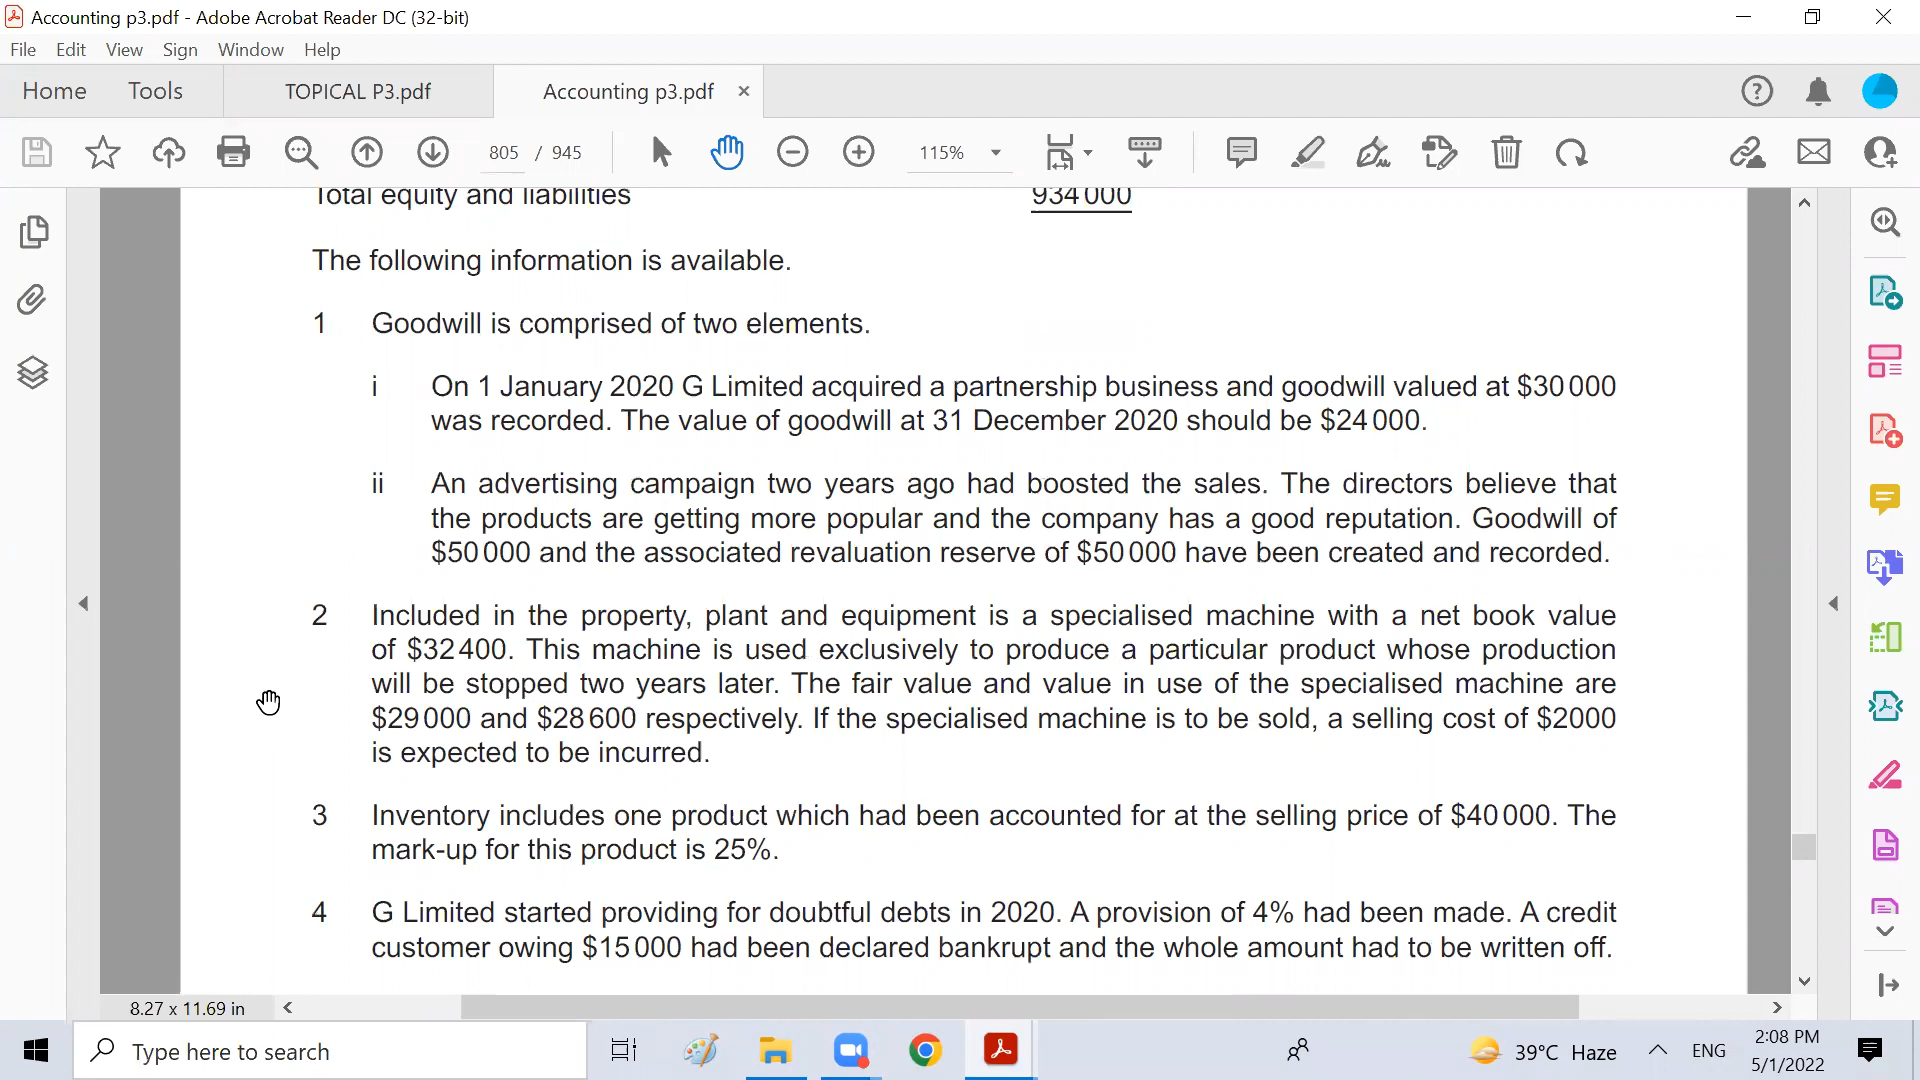 Accounting p3.pdf - Adobe Acrobat Reader DC (32-bit)
File Edit View Sign Window Help
Home Tools TOPICAL P3.pdf Accounting p3.pdf ×
805 / 945 115%
Total equity and liabilities 934 000
The following information is available.
1 Goodwill is comprised of two elements.
i On 1 January 2020 G Limited acquired a partnership business and goodwill valued at $30 000
was recorded. The value of goodwill at 31 December 2020 should be $24 000.
ii An advertising campaign two years ago had boosted the sales. The directors believe that
the products are getting more popular and the company has a good reputation. Goodwill of
$50 000 and the associated revaluation reserve of $50 000 have been created and recorded.
2 Included in the property, plant and equipment is a specialised machine with a net book value
of $32 400. This machine is used exclusively to produce a particular product whose production
will be stopped two years later. The fair value and value in use of the specialised machine are
$29 000 and $28 600 respectively. If the specialised machine is to be sold, a selling cost of $2000
is expected to be incurred.
3 Inventory includes one product which had been accounted for at the selling price of $40 000. The
mark-up for this product is 25%.
4 G Limited started providing for doubtful debts in 2020. A provision of 4% had been made. A credit
customer owing $15 000 had been declared bankrupt and the whole amount had to be written off.
8.27 x 11.69 in
Type here to search
39°C Haze
ENG
2:08 PM
5/1/2022